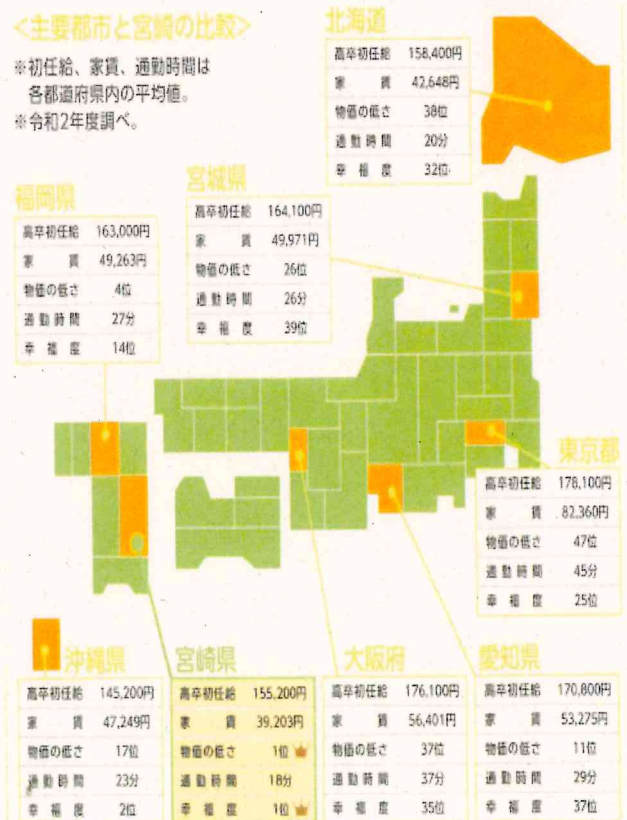 <主要都市と宮崎の比較>
※初任給、家賃、通勤時間は
各都道府県内の平均値。
※令和2年度調べ。
北海道
高卒初任給 158,400円
家 賃 42,648円
物価の低さ 38位
通勤時間 20分
幸福度 32位
宮城県
高卒初任給 164,100円
家 賃 49,971円
物価の低さ 26位
通勤時間 26分
幸福度 39位
福岡県
高卒初任給 163,000円
家 賃 49,263円
物価の低さ 4位
通勤時間 27分
幸福度 14位
東京都
高卒初任給 178,100円
家 賃 82,360円
物価の低さ 47位
通勤時間 45分
幸福度 25位
沖縄県
高卒初任給 145,200円
家 賃 47,249円
物価の低さ 17位
通勤時間 23分
幸福度 2位
宮崎県
高卒初任給 155,200円
家 賃 39,203円
物価の低さ 1位
通勤時間 18分
幸福度 1位
大阪府
高卒初任給 176,100円
家 賃 56,401円
物価の低さ 37位
通勤時間 37分
幸福度 35位
愛知県
高卒初任給 170,800円
家 賃 53,275円
物価の低さ 11位
通勤時間 29分
幸福度 37位